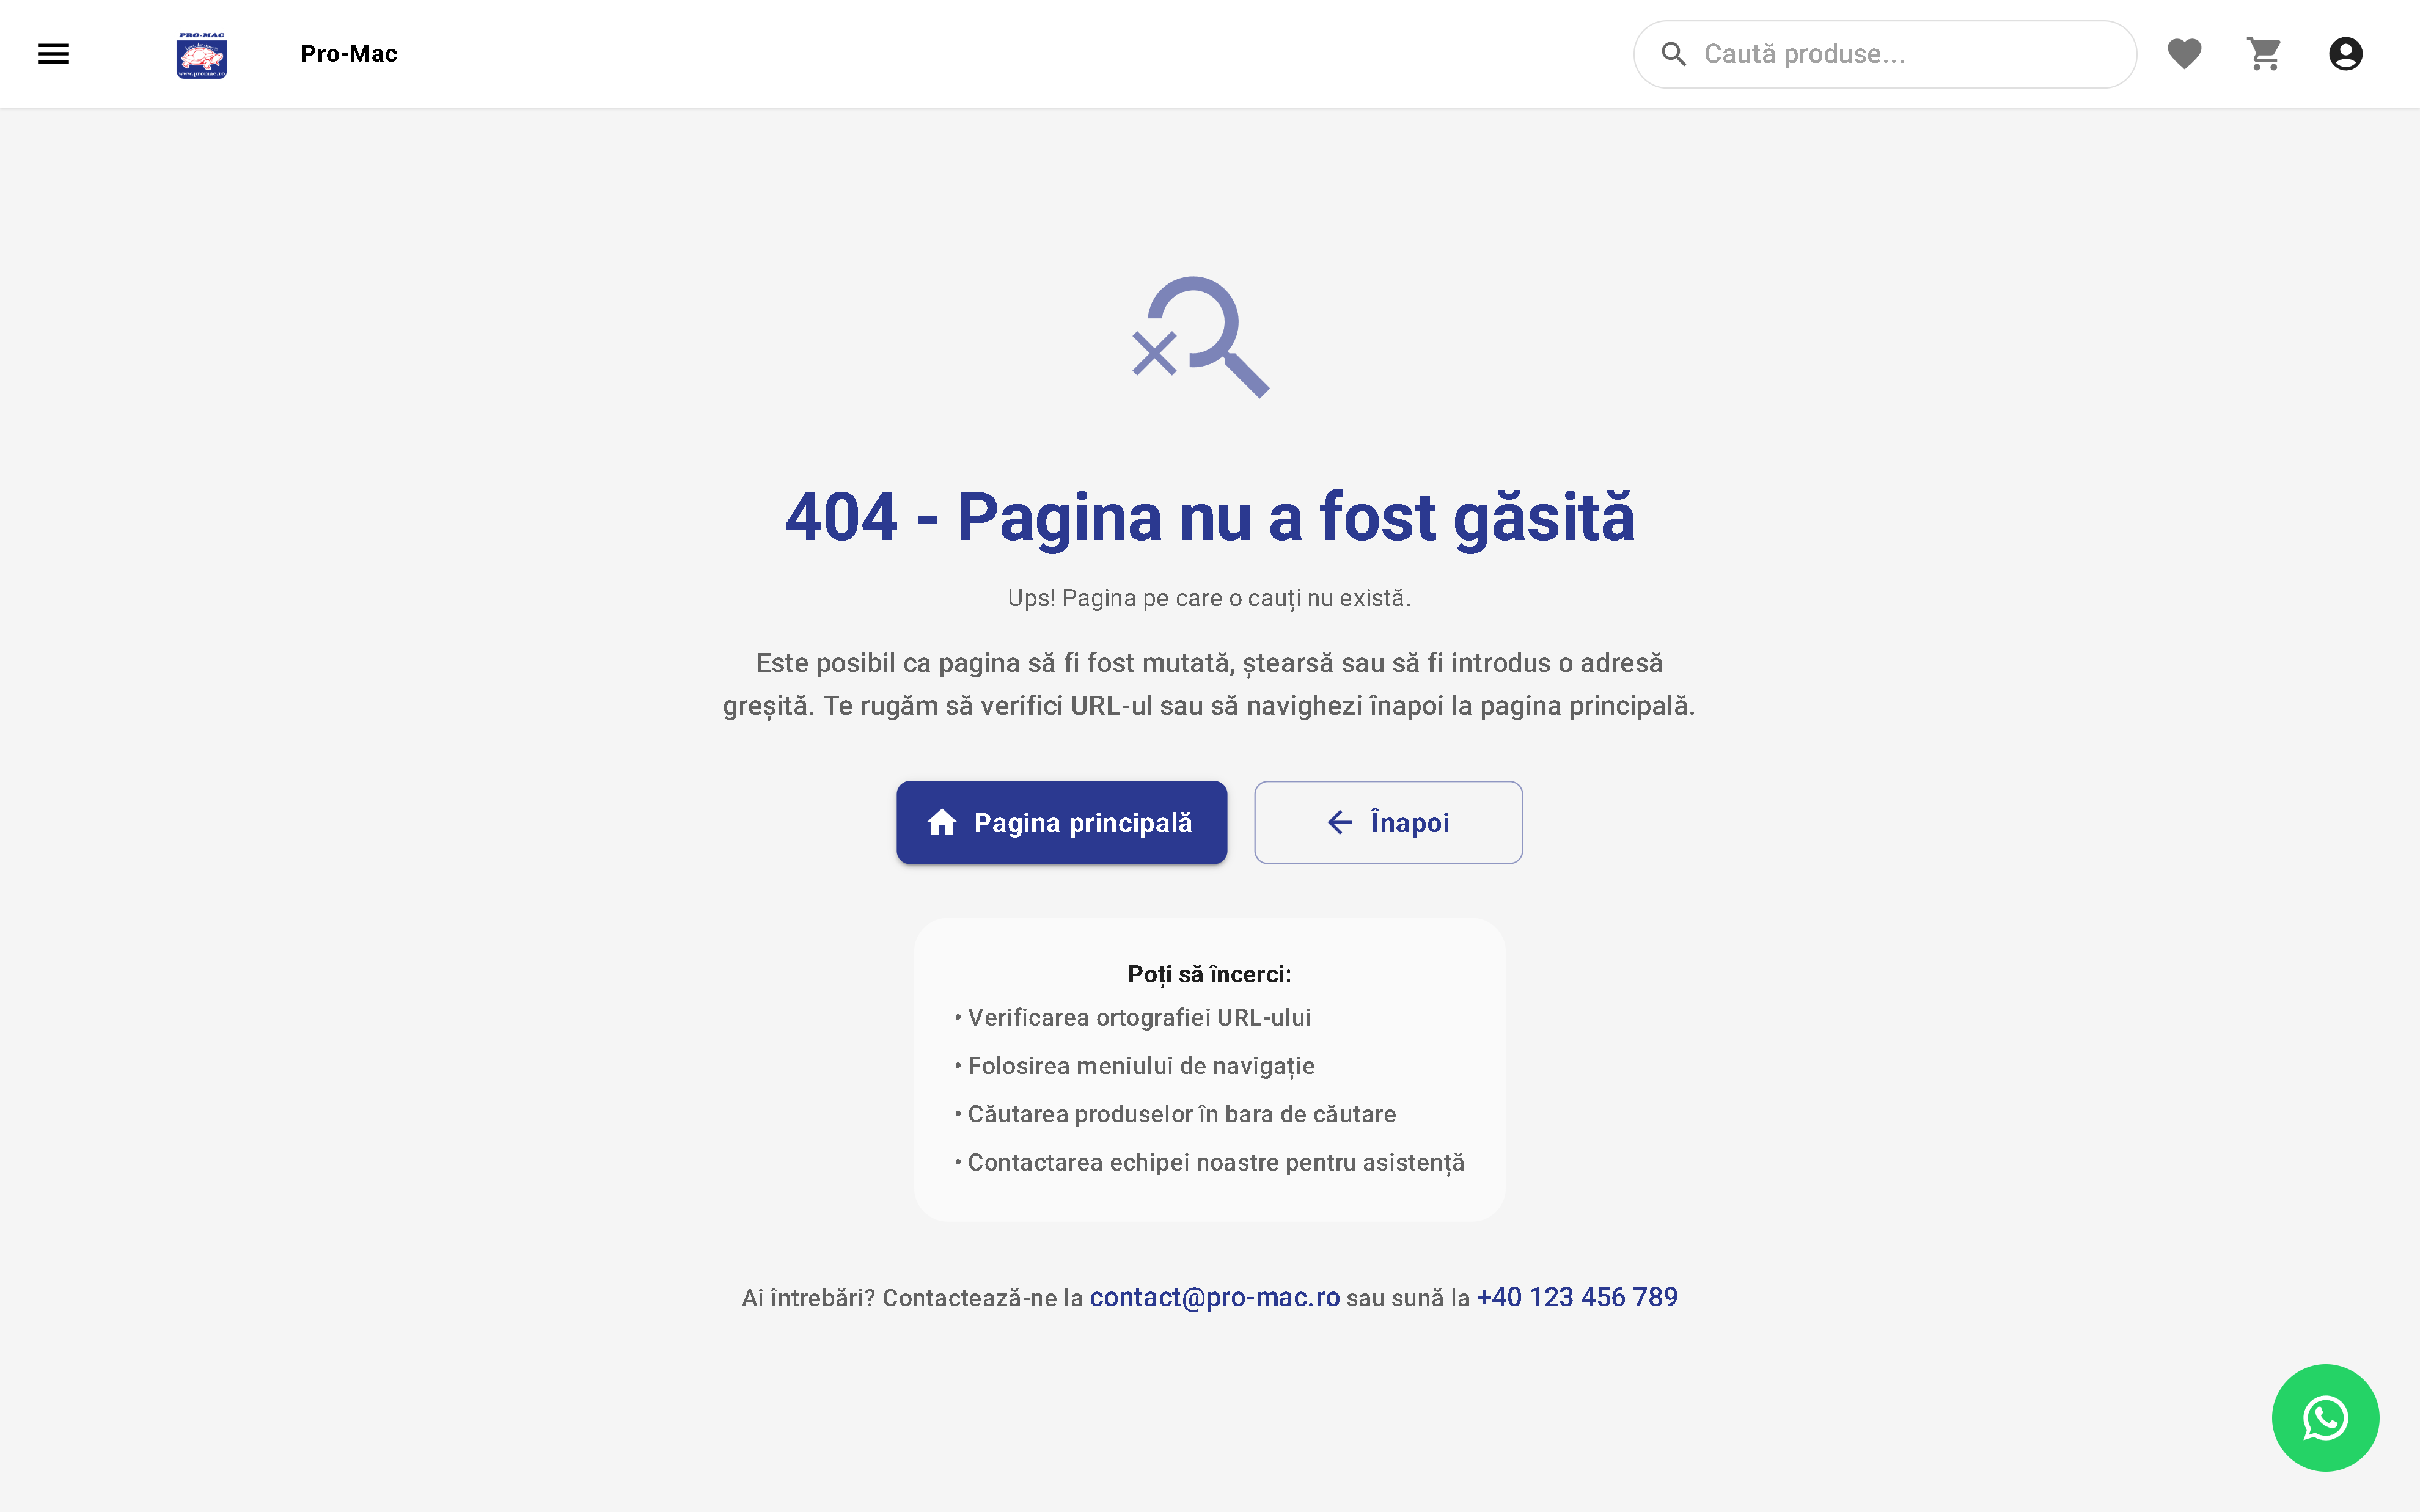 PRO-MAC
www.promac.ro
Pro-Mac
Caută produse...
404 - Pagina nu a fost găsită
Ups! Pagina pe care o cauți nu există.
Este posibil ca pagina să fi fost mutată, ștearsă sau să fi introdus o adresă
greșită. Te rugăm să verifici URL-ul sau să navighezi înapoi la pagina principală.
Pagina principală
Înapoi
Poți să încerci:
• Verificarea ortografiei URL-ului
• Folosirea meniului de navigație
• Căutarea produselor în bara de căutare
• Contactarea echipei noastre pentru asistență
Ai întrebări? Contactează-ne la contact@pro-mac.ro sau sună la +40 123 456 789